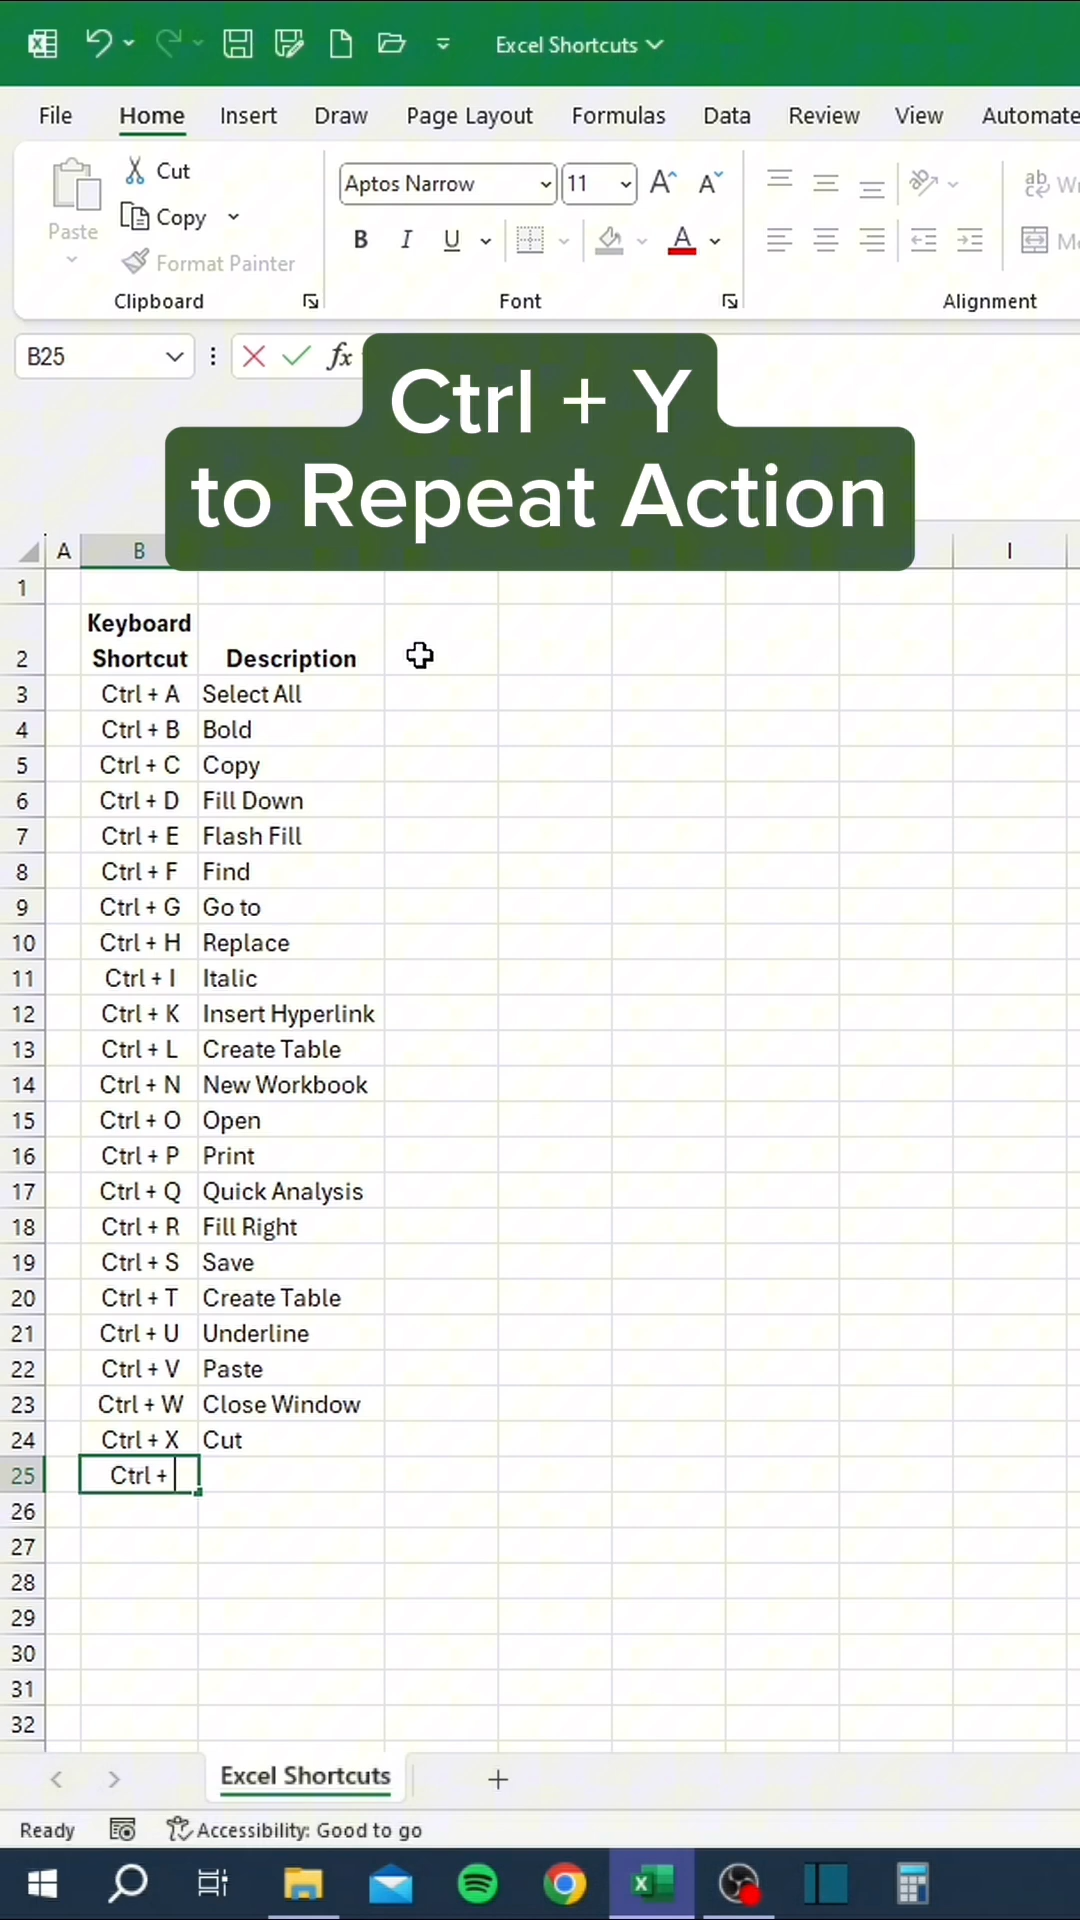 Excel Shortcuts
File Home Insert Draw Page Layout Formulas Data Review View Automate
Cut
Aptos Narrow 11
Copy
Paste
B I U A
Format Painter
Clipboard Font Alignment
B25 fx
Ctrl + Y
to Repeat Action
A B I
1
Keyboard
2 Shortcut Description
3 Ctrl + A Select All
4 Ctrl + B Bold
5 Ctrl + C Copy
6 Ctrl + D Fill Down
7 Ctrl + E Flash Fill
8 Ctrl + F Find
9 Ctrl + G Go to
10 Ctrl + H Replace
11 Ctrl + I Italic
12 Ctrl + K Insert Hyperlink
13 Ctrl + L Create Table
14 Ctrl + N New Workbook
15 Ctrl + O Open
16 Ctrl + P Print
17 Ctrl + Q Quick Analysis
18 Ctrl + R Fill Right
19 Ctrl + S Save
20 Ctrl + T Create Table
21 Ctrl + U Underline
22 Ctrl + V Paste
23 Ctrl + W Close Window
24 Ctrl + X Cut
25 Ctrl +
26
27
28
29
30
31
32
Excel Shortcuts
Ready Accessibility: Good to go